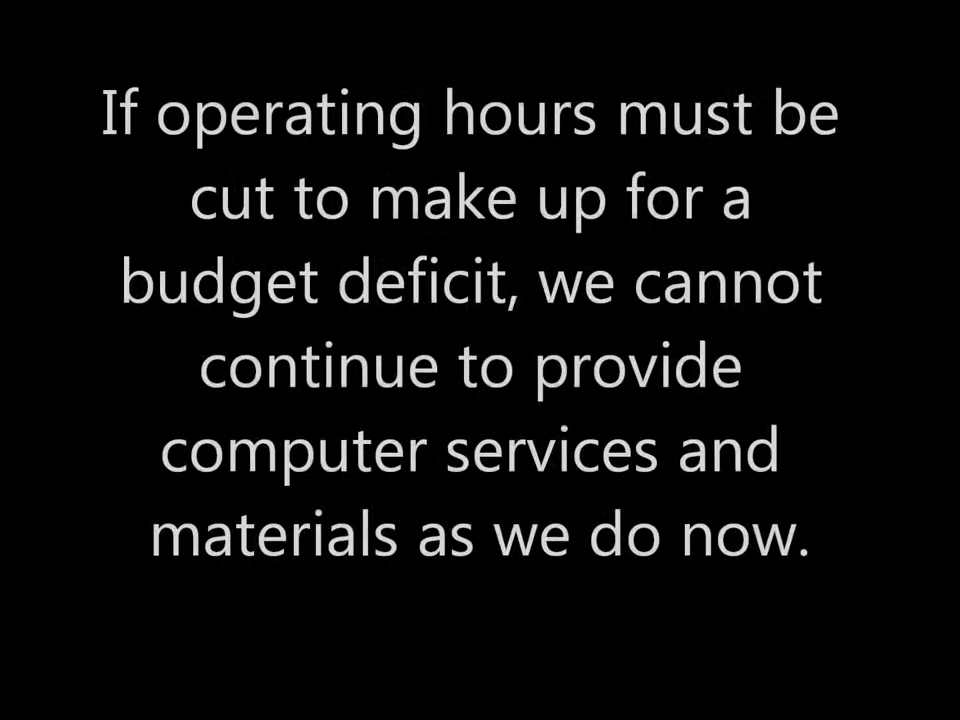 If operating hours must be
cut to make up for a
budget deficit, we cannot
continue to provide
computer services and
materials as we do now.